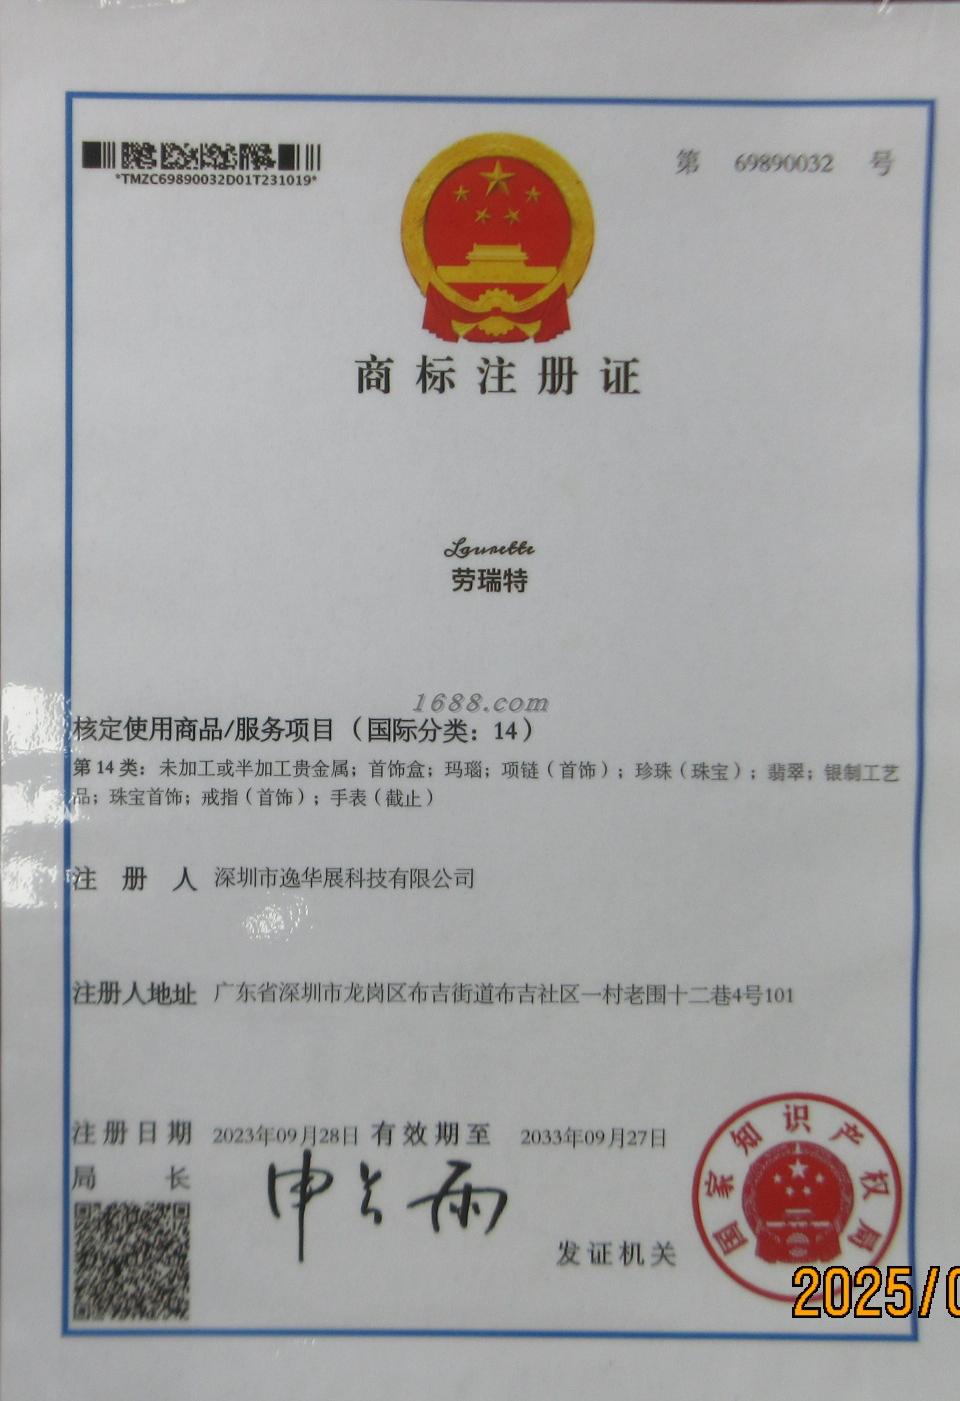 *TMZC69890032D01T231019*
第 69890032 号
商标注册证
Laurette
劳瑞特
1688.com
核定使用商品/服务项目（国际分类：14）
第14类：未加工或半加工贵金属；首饰盒；玛瑙；项链（首饰）；珍珠（珠宝）；翡翠；银制工艺
品；珠宝首饰；戒指（首饰）；手表（截止）
注 册 人 深圳市逸华展科技有限公司
注册人地址 广东省深圳市龙岗区布吉街道布吉社区一村老围十二巷4号101
注册日期 2023年09月28日 有效期至 2033年09月27日
局 长 申长雨
发证机关
国家知识产权局
2025/0